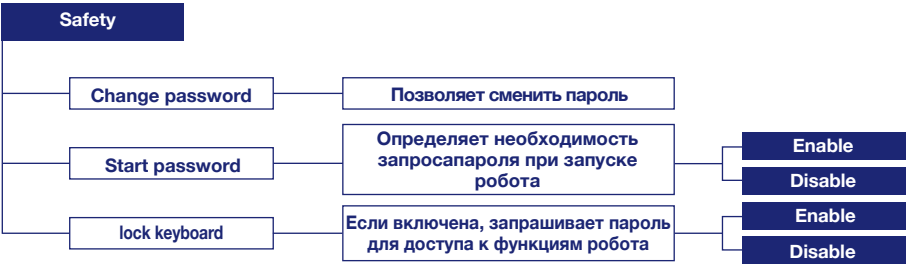 Safety
Change password
Позволяет сменить пароль
Start password
Определяет необходимость
запросапароля при запуске
робота
Enable
Disable
lock keyboard
Если включена, запрашивает пароль
для доступа к функциям робота
Enable
Disable